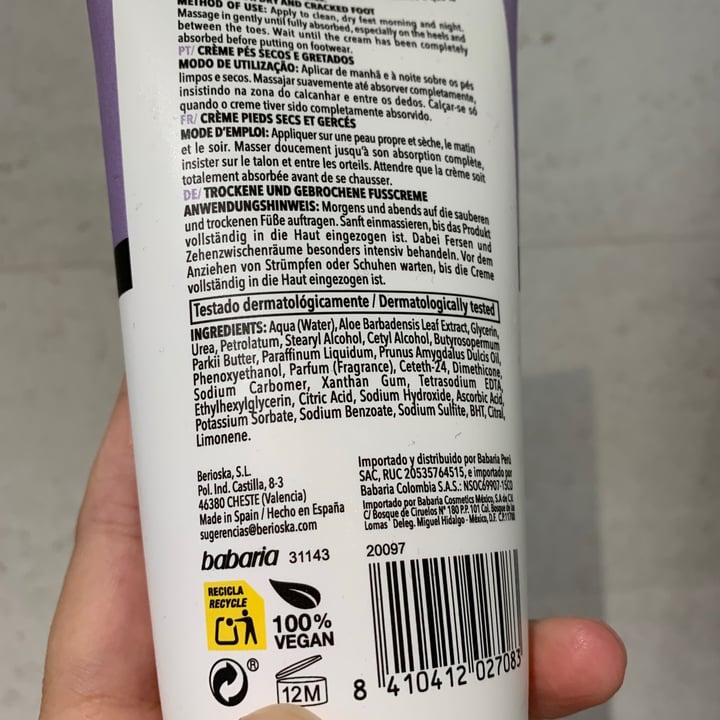 DRY AND CRACKED FOOT
METHOD OF USE: Apply to clean, dry feet morning and night.
Massage in gently until fully absorbed, especially on the heels and
between the toes. Wait until the cream has been completely
absorbed before putting on footwear.
PT/ CRÈME PÉS SECOS E GRETADOS
MODO DE UTILIZAÇÃO: Aplicar de manhã e à noite sobre os pés
limpos e secos. Massajar suavemente até absorver completamente,
insistindo na zona do calcanhar e entre os dedos. Calçar-se só
quando o creme tiver sido completamente absorvido.
FR/ CRÈME PIEDS SECS ET GERCÉS
MODE D'EMPLOI: Appliquer sur une peau propre et sèche, le matin
et le soir. Masser doucement jusqu'à son absorption complète,
insister sur le talon et entre les orteils. Attendre que la crème soit
totalement absorbée avant de se chausser.
DE/ TROCKENE UND GEBROCHENE FUSSCREME
ANWENDUNGSHINWEIS: Morgens und abends auf die sauberen
und trockenen Füße auftragen. Sanft einmassieren, bis das Produkt
vollständig in die Haut eingezogen ist. Dabei Fersen und
Zehenzwischenräume besonders intensiv behandeln. Vor dem
Anziehen von Strümpfen oder Schuhen warten, bis die Creme
vollständig in die Haut eingezogen ist.
Testado dermatológicamente / Dermatologically tested
INGREDIENTS: Aqua (Water), Aloe Barbadensis Leaf Extract, Glycerin,
Urea, Petrolatum, Stearyl Alcohol, Cetyl Alcohol, Butyrospermum
Parkii Butter, Paraffinum Liquidum, Prunus Amygdalus Dulcis Oil,
Phenoxyethanol, Parfum (Fragrance), Ceteth-24, Dimethicone,
Sodium Carbomer, Xanthan Gum, Tetrasodium EDTA,
Ethylhexylglycerin, Citric Acid, Sodium Hydroxide, Ascorbic Acid,
Potassium Sorbate, Sodium Benzoate, Sodium Sulfite, BHT, Citral,
Limonene.
Berioska, S.L.
Pol. Ind. Castilla, 8-3
46380 CHESTE (Valencia)
Made in Spain / Hecho en España
sugerencias@berioska.com
Importado y distribuido por Babaria Perú
SAC, RUC 20535764515, e importado por
Babaria Colombia S.A.S.: NSOC69907-15CO
Importado por Babaria Cosmetics México, S.A de C.V.
C/ Bosque de Ciruelos Nº 180 P.P. 101 Col. Bosque de las
Lomas Deleg. Miguel Hidalgo - México, D.F. C.P. 11700
babaria 31143
20097
RECICLA
RECYCLE
100%
VEGAN
®
12M
8 410412 027083